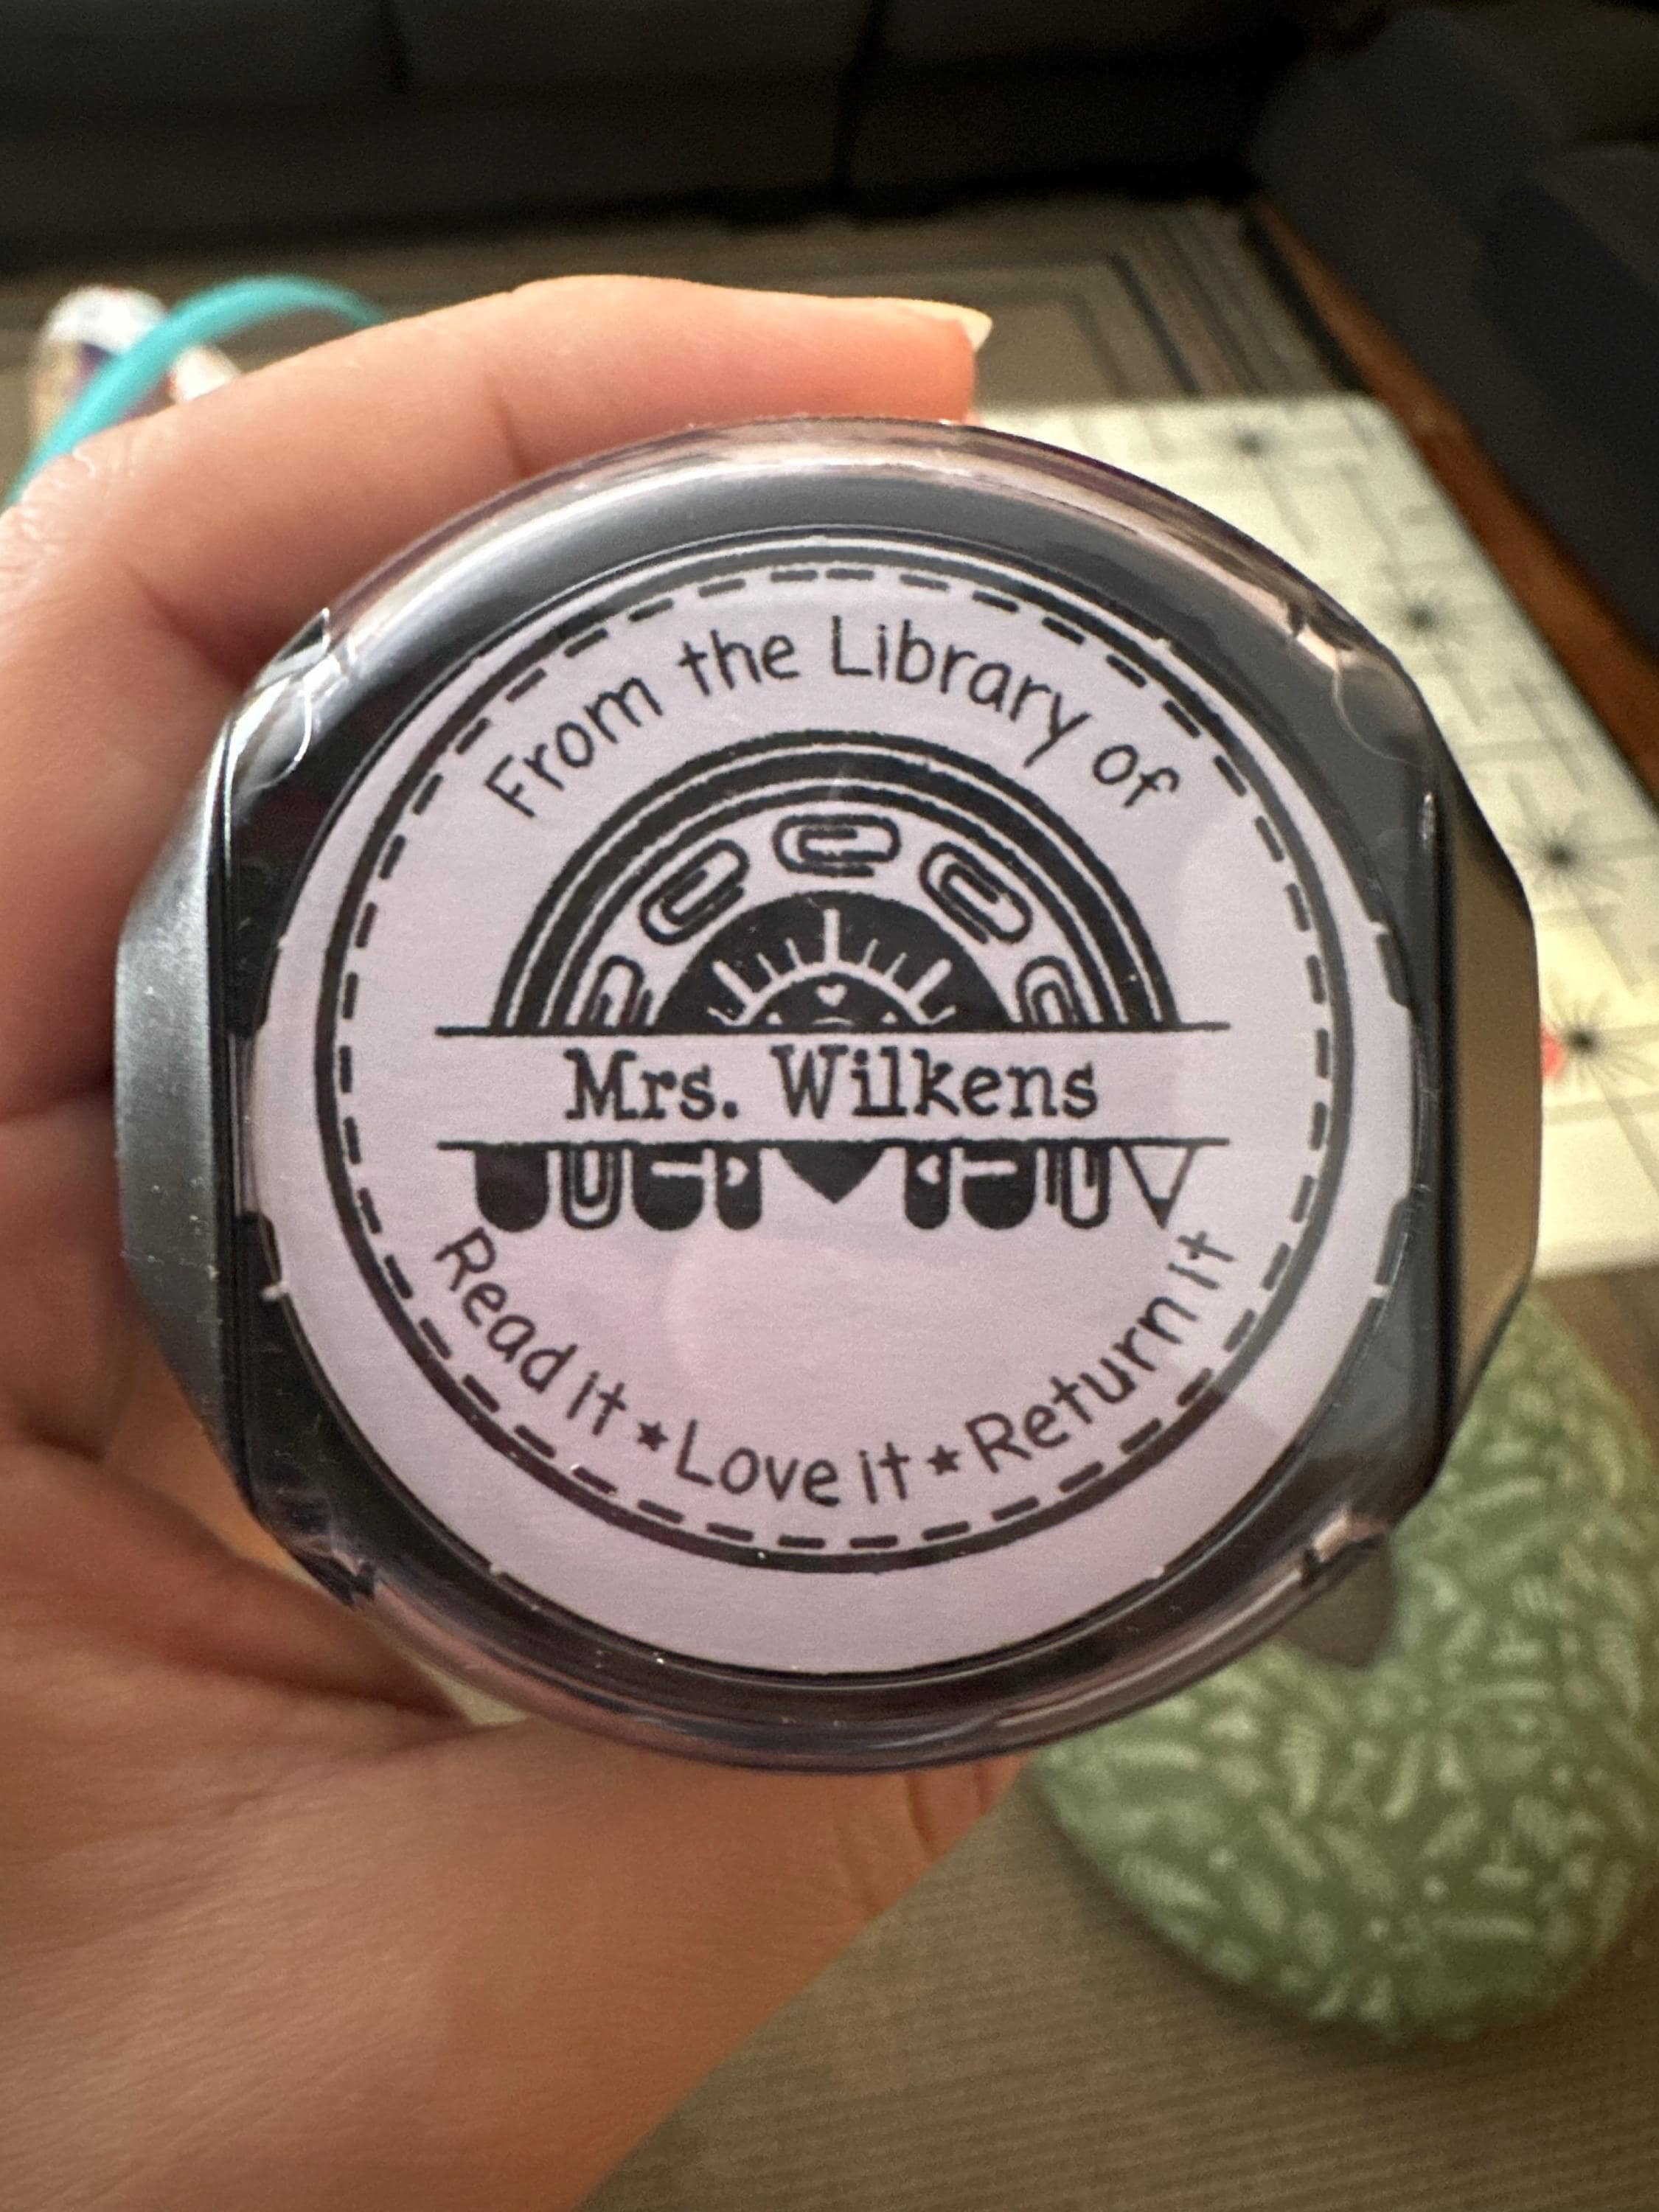 From the Library of
Mrs. Wilkens
Read it ★ Love it ★ Return it